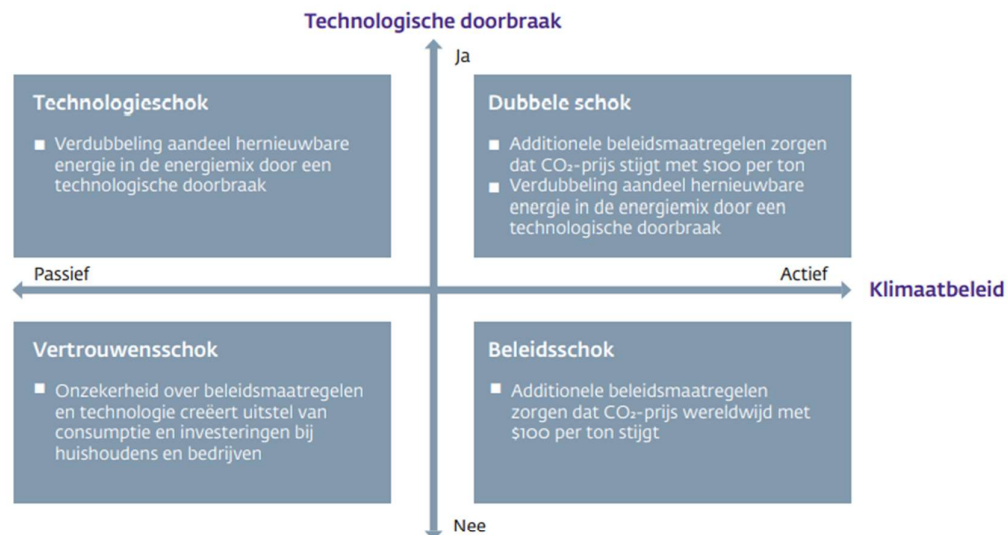 Technologische doorbraak
Ja
Technologieschok
■ Verdubbeling aandeel hernieuwbare
energie in de energiemix door een
technologische doorbraak
Dubbele schok
■ Additionele beleidsmaatregelen zorgen
dat CO₂-prijs stijgt met $100 per ton
■ Verdubbeling aandeel hernieuwbare
energie in de energiemix door een
technologische doorbraak
Passief
Actief
Klimaatbeleid
Vertrouwensschok
■ Onzekerheid over beleidsmaatregelen
en technologie creëert uitstel van
consumptie en investeringen bij
huishoudens en bedrijven
Beleidsschok
■ Additionele beleidsmaatregelen
zorgen dat CO₂-prijs wereldwijd met
$100 per ton stijgt
Nee